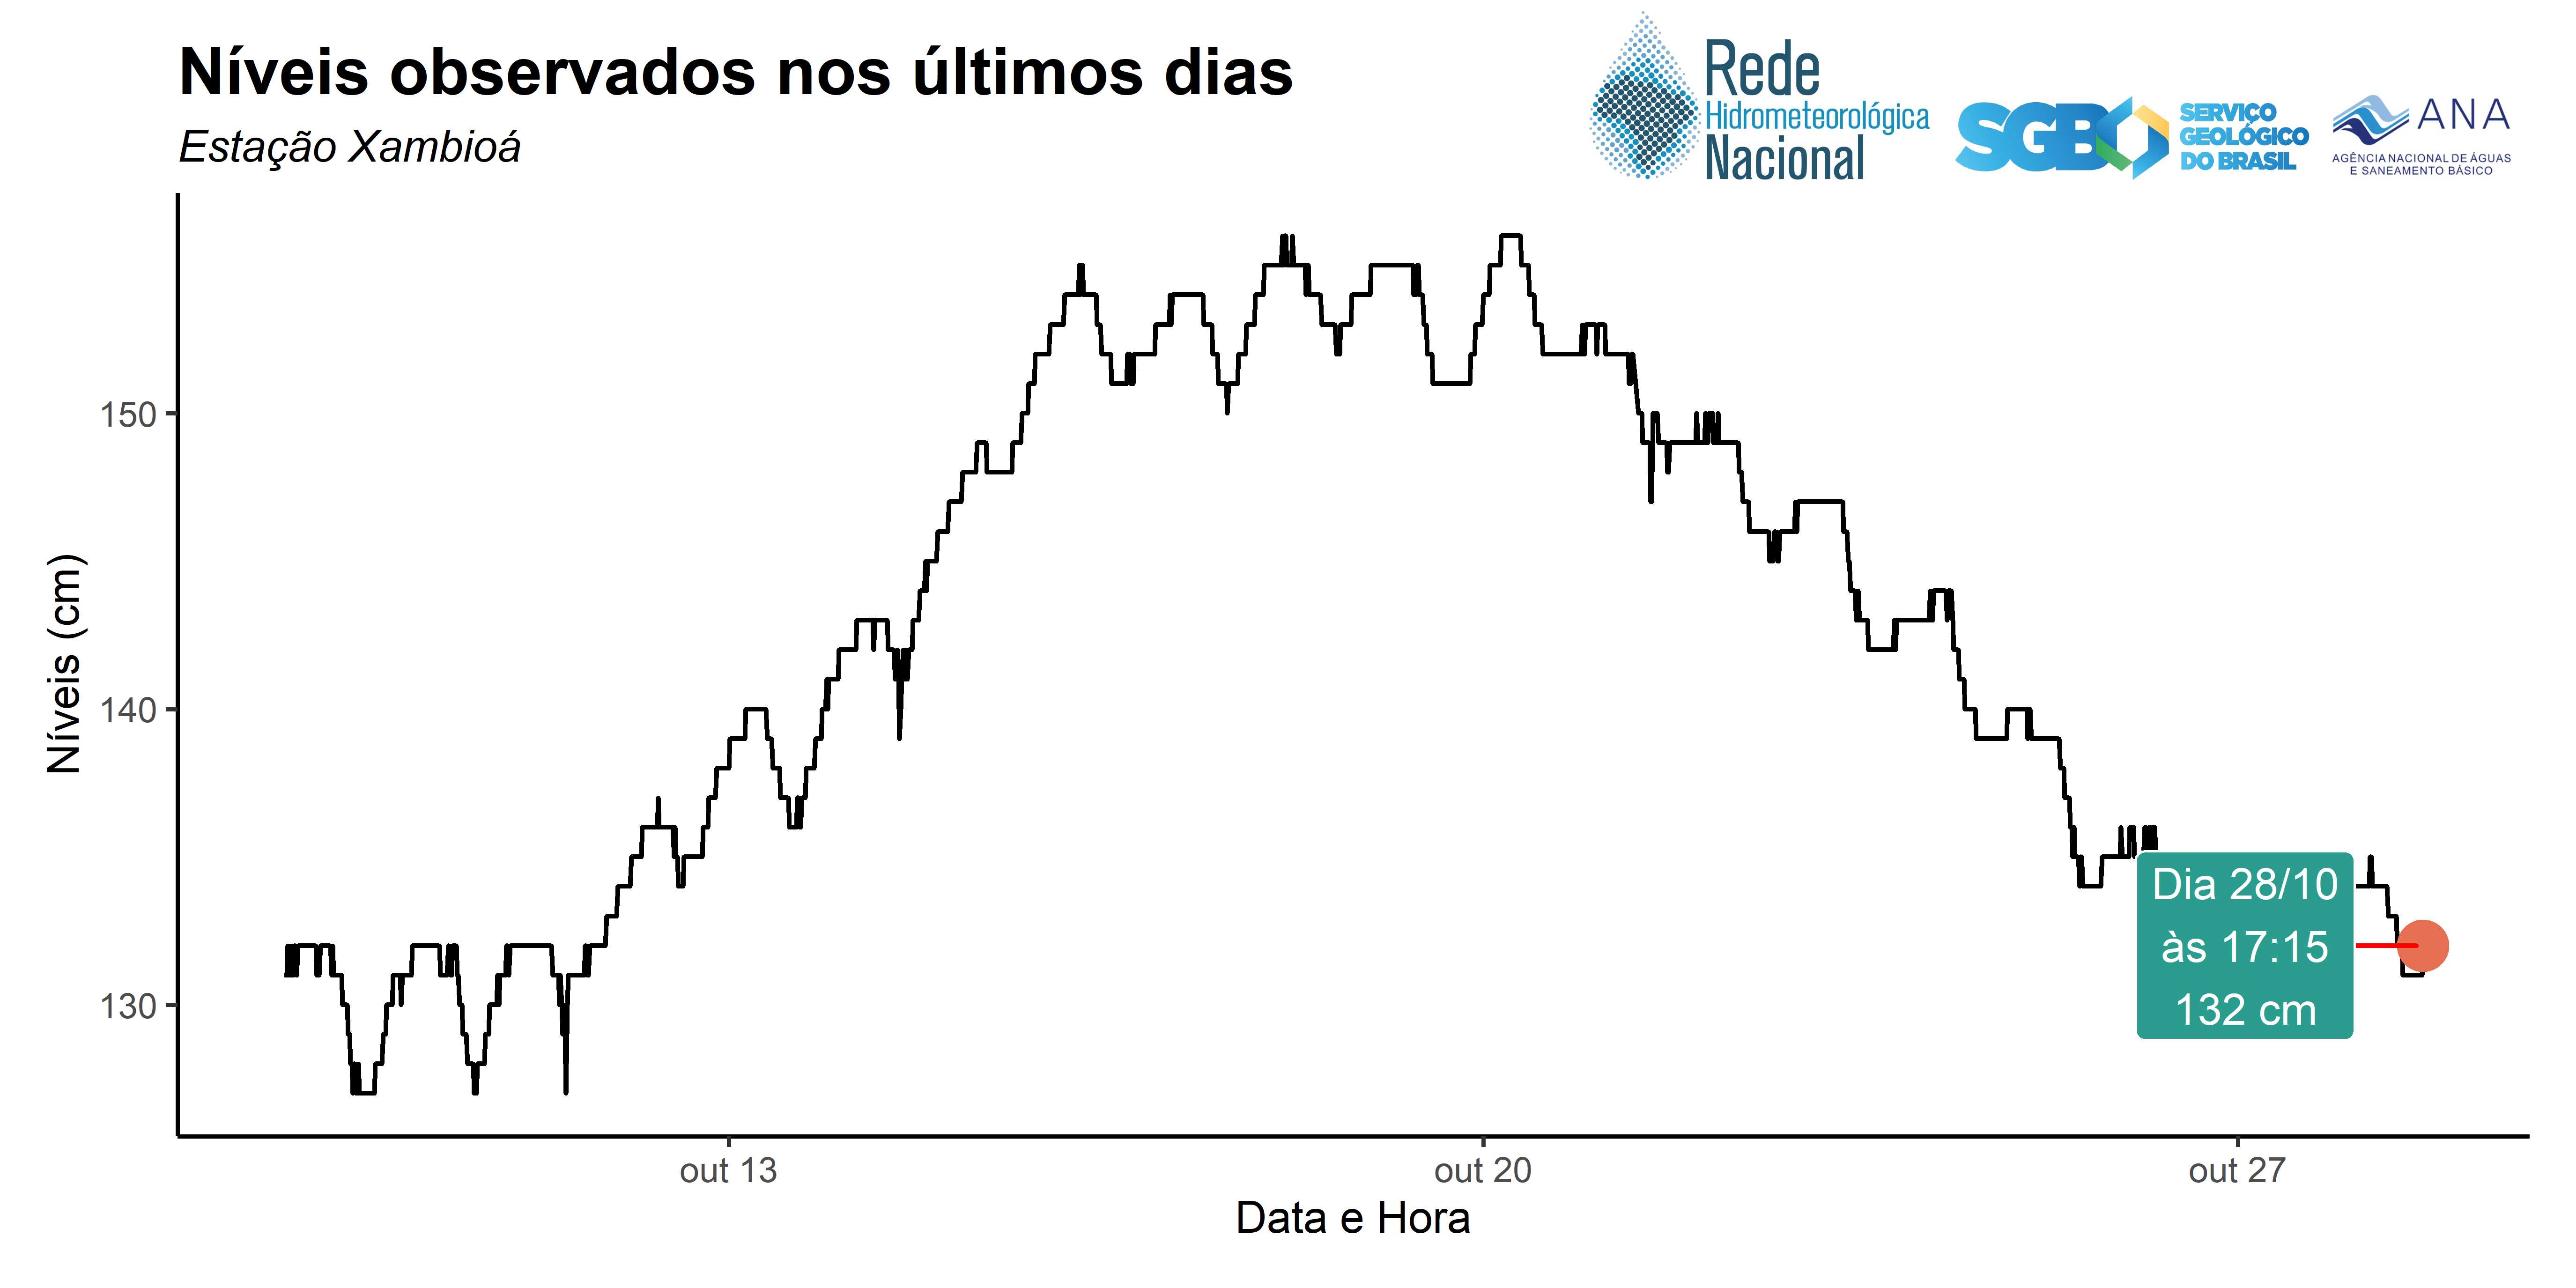 Níveis observados nos últimos dias
Estação Xambioá
Rede
Hidrometeorológica
Nacional
SGB
SERVIÇO
GEOLÓGICO
DO BRASIL
ANA
AGÊNCIA NACIONAL DE ÁGUAS
E SANEAMENTO BÁSICO
Níveis (cm)
150
140
130
Dia 28/10
às 17:15
132 cm
out 13
out 20
out 27
Data e Hora